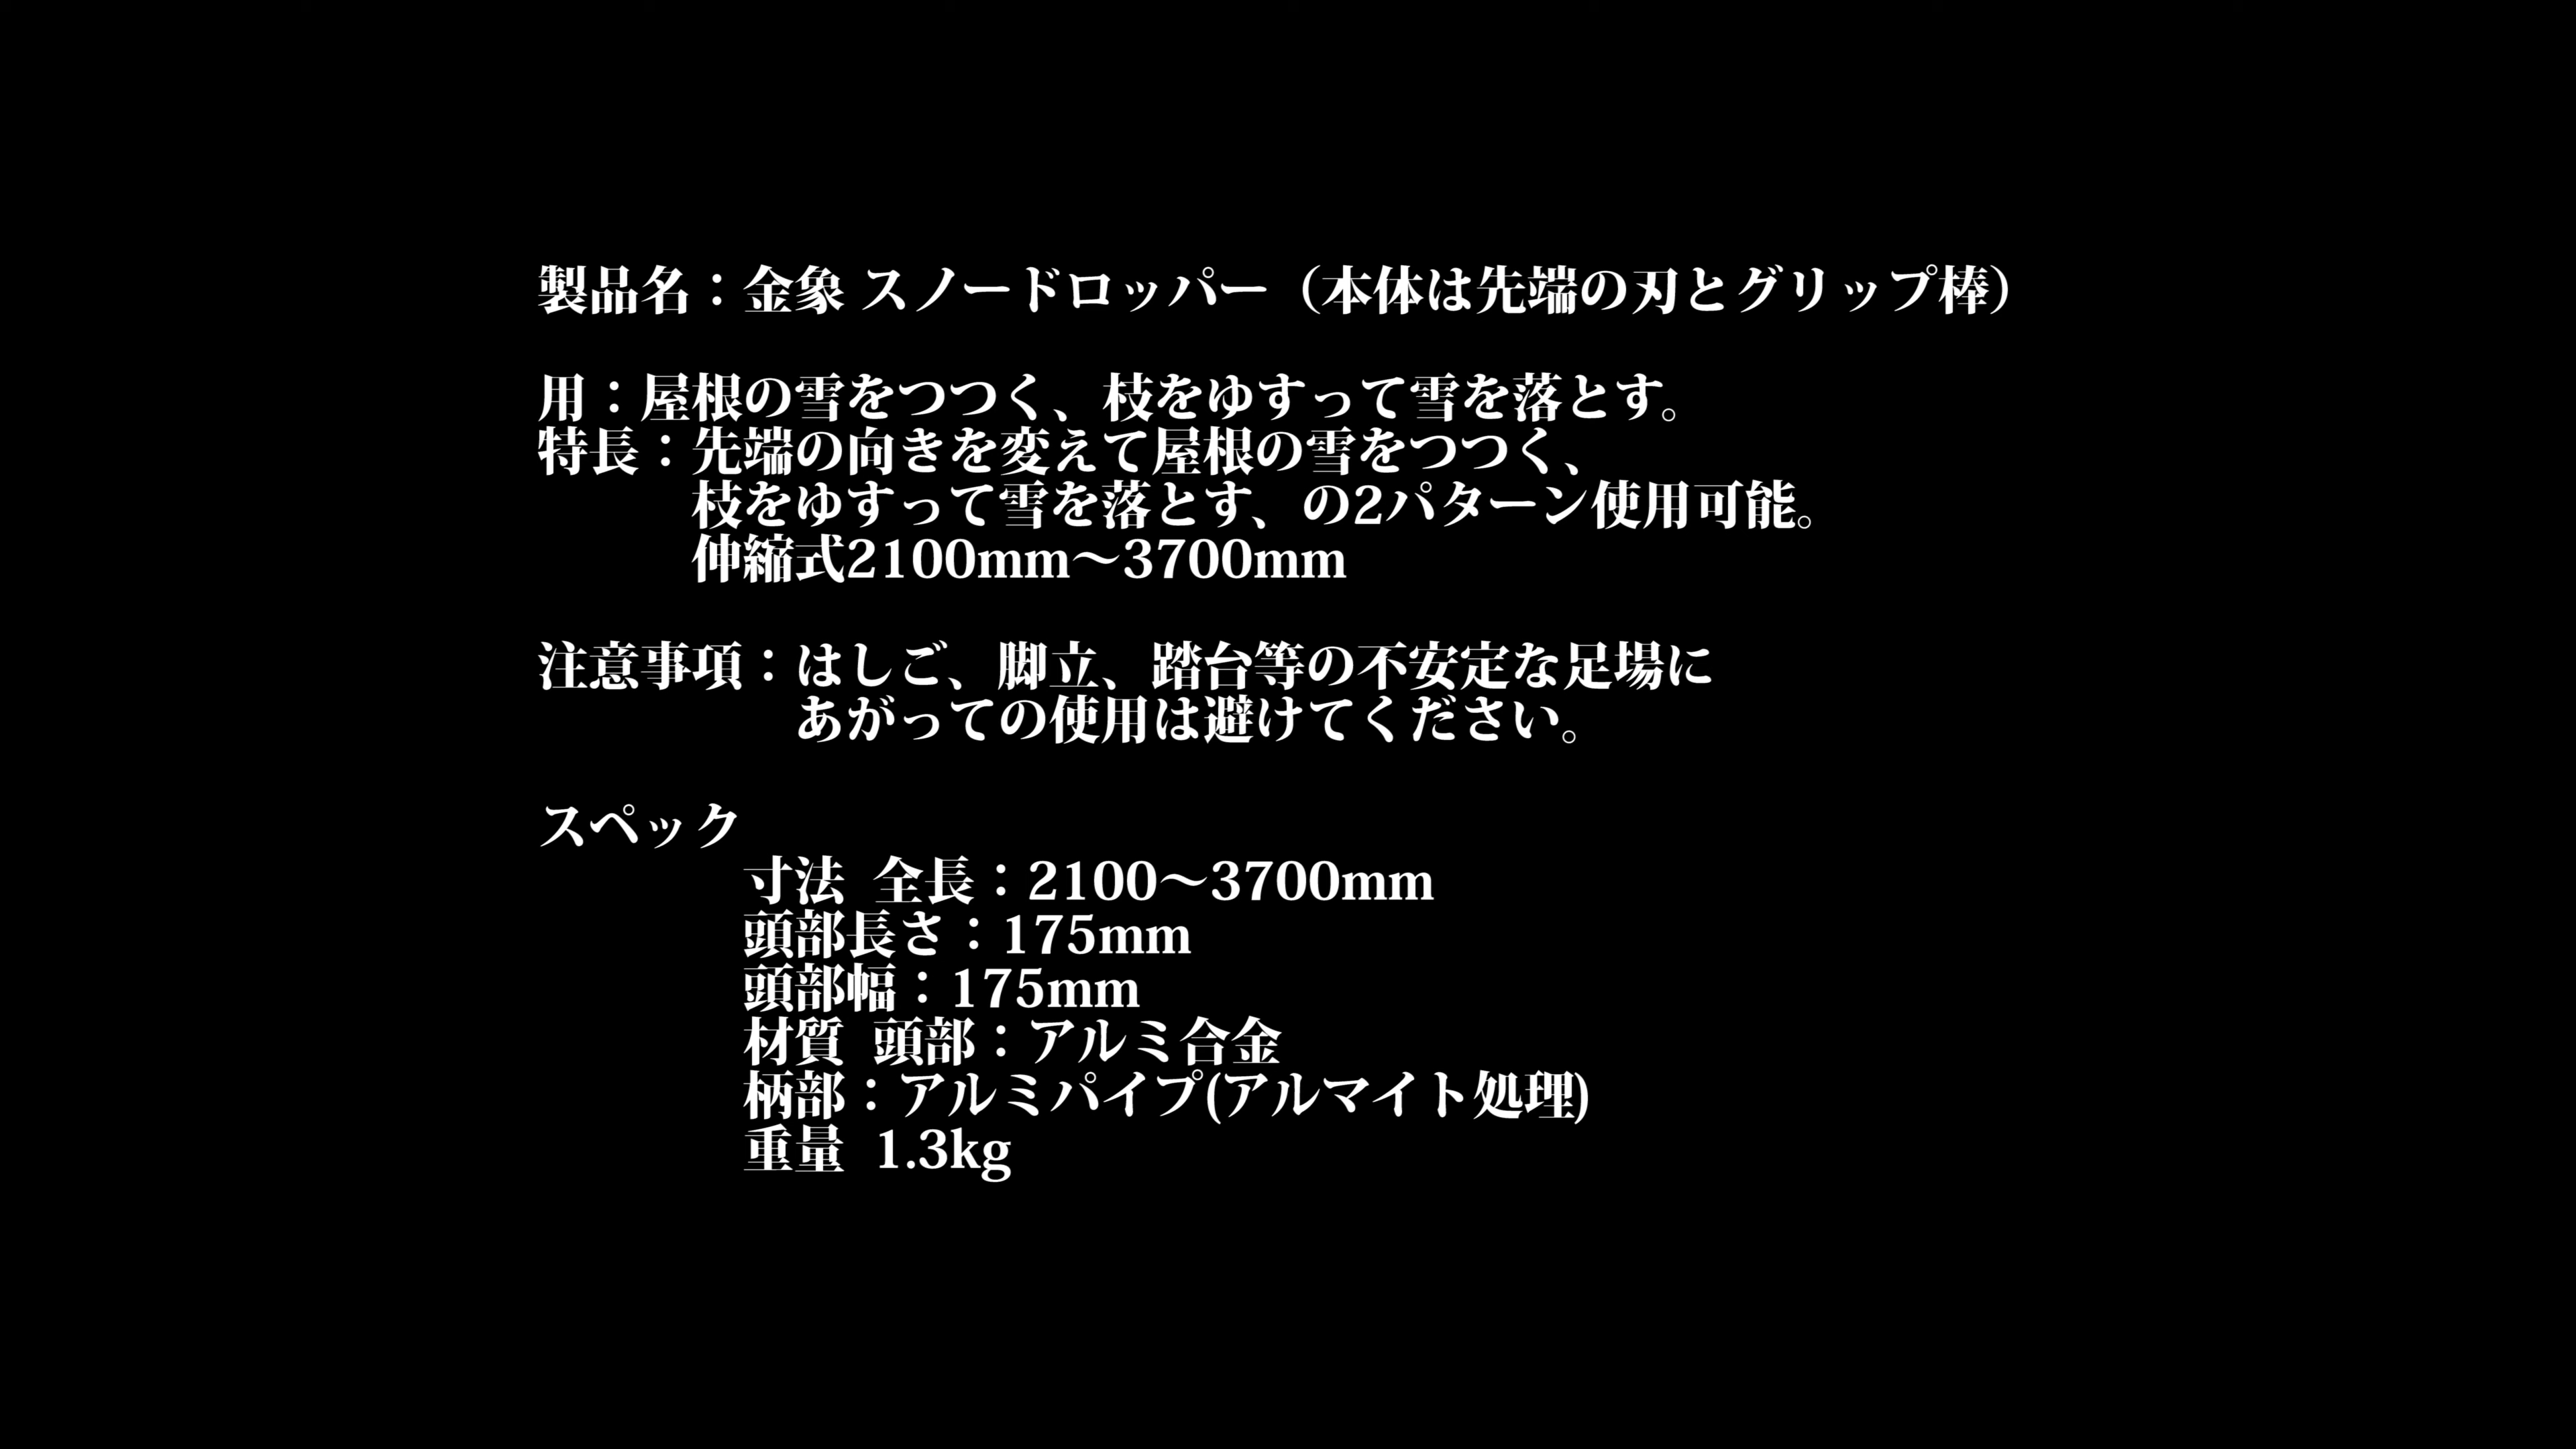 製品名：金象 スノードロッパー（本体は先端の刃とグリップ棒）
用：屋根の雪をつつく、枝をゆすって雪を落とす。
特長：先端の向きを変えて屋根の雪をつつく、
枝をゆすって雪を落とす、の2パターン使用可能。
伸縮式2100mm～3700mm
注意事項：はしご、脚立、踏台等の不安定な足場に
あがっての使用は避けてください。
スペック
寸法 全長：2100～3700mm
頭部長さ：175mm
頭部幅：175mm
材質 頭部：アルミ合金
柄部：アルミパイプ(アルマイト処理)
重量 1.3kg